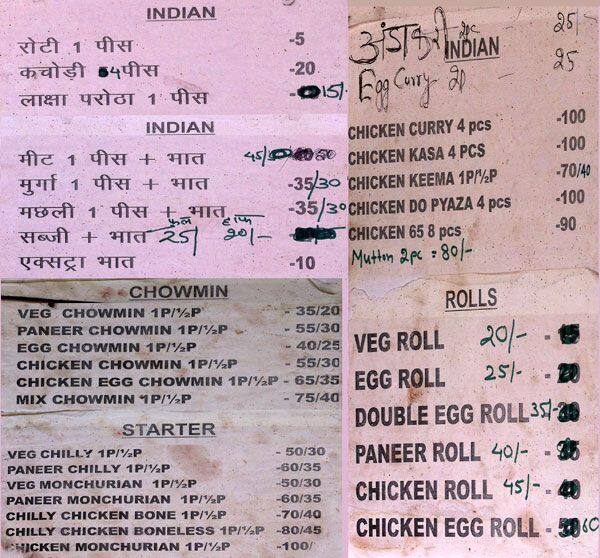 INDIAN
रोटी 1 पीस -5
कचोड़ी 4पीस -20
लाक्षा परोठा 1 पीस - 15/-
INDIAN
मीट 1 पीस + भात 45/
मुर्गा 1 पीस + भात -35/30
मछली 1 पीस + भात -35/30
फुल हाफ
सब्जी + भात 25/ 20/-
एक्सट्रा भात -10
CHOWMIN
VEG CHOWMIN 1P/½P - 35/20
PANEER CHOWMIN 1P/½P - 55/30
EGG CHOWMIN 1P/½P - 40/25
CHICKEN CHOWMIN 1P/½P - 55/30
CHICKEN EGG CHOWMIN 1P/½P - 65/35
MIX CHOWMIN 1P/½P - 75/40
STARTER
VEG CHILLY 1P/½P - 50/30
PANEER CHILLY 1P/½P -60/35
VEG MONCHURIAN 1P/½P -50/30
PANEER MONCHURIAN 1P/½P -60/35
CHILLY CHICKEN BONE 1P/½P -70/40
CHILLY CHICKEN BONELESS 1P/½P -80/45
CHICKEN MONCHURIAN 1P/½P -100/
अंडा करी 2pc - 25/-
INDIAN
Egg Curry 20 - 25
CHICKEN CURRY 4 pcs -100
CHICKEN KASA 4 PCS -100
CHICKEN KEEMA 1P/½P -70/40
CHICKEN DO PYAZA 4 pcs -100
CHICKEN 65 8 pcs -90
Mutton 2pc = 80/-
ROLLS
VEG ROLL 20/- -
EGG ROLL 25/- -
DOUBLE EGG ROLL 35/-
PANEER ROLL 40/- -
CHICKEN ROLL 45/- -
CHICKEN EGG ROLL - 60